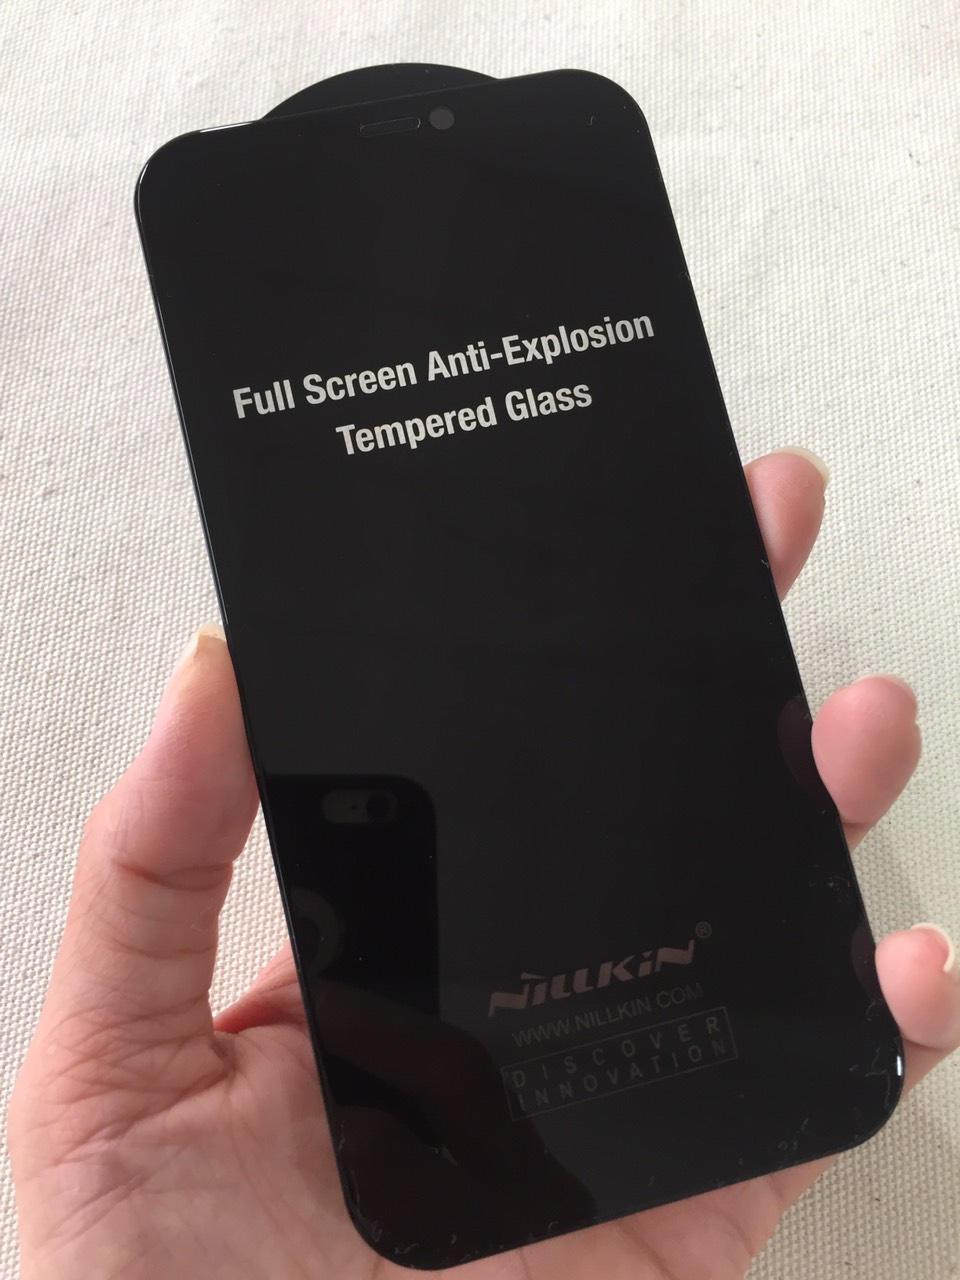 Full Screen Anti-Explosion
Tempered Glass
NILLKIN®
WWW.NILLKIN.COM
DISCOVER
INNOVATION